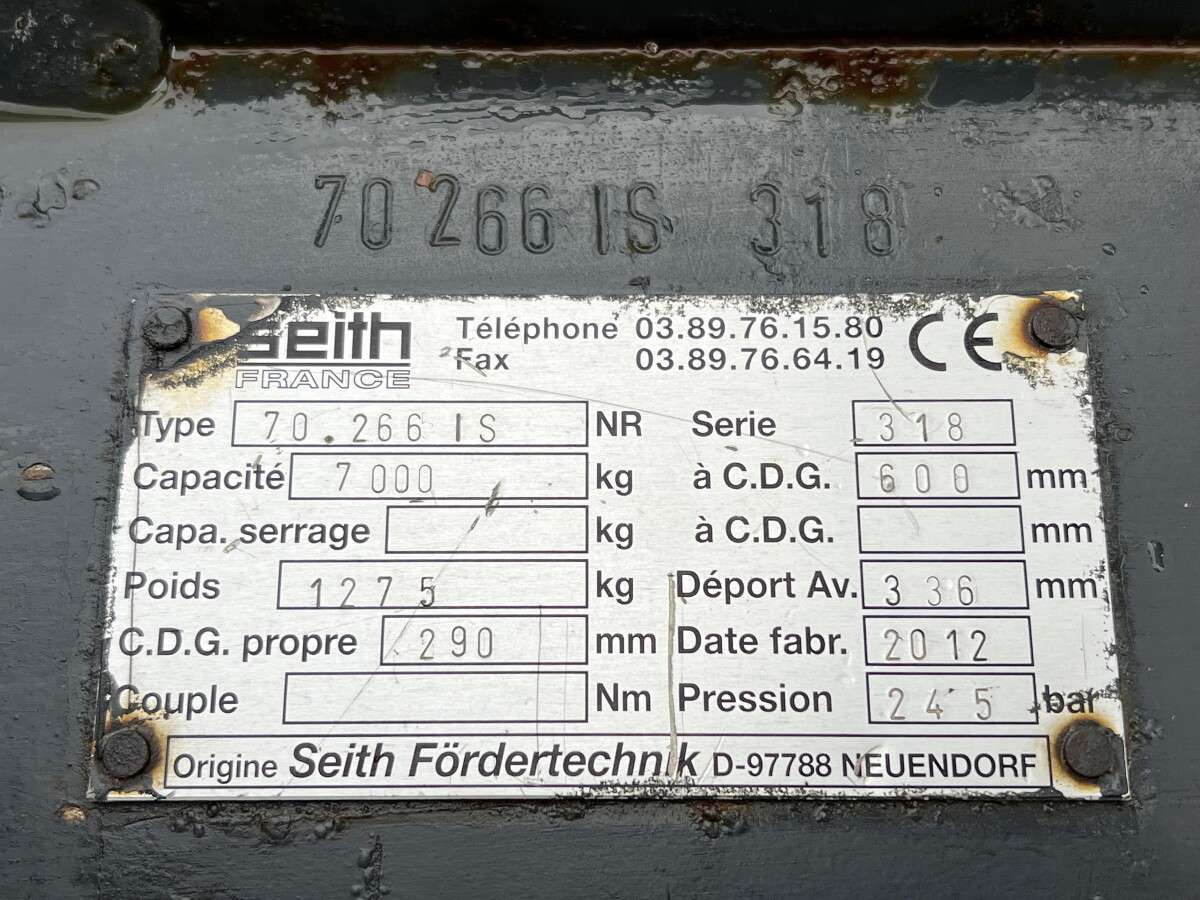 70 266 IS 318
seith Téléphone 03.89.76.15.80 CE
FRANCE Fax 03.89.76.64.19
Type 70.266 IS NR Serie 318
Capacité 7 000 kg à C.D.G. 600 mm
Capa. serrage kg à C.D.G. mm
Poids 1275 kg Déport Av. 336 mm
C.D.G. propre 290 mm Date fabr. 2012
Couple Nm Pression 245 bar
Origine Seith Fördertechnik D-97788 NEUENDORF